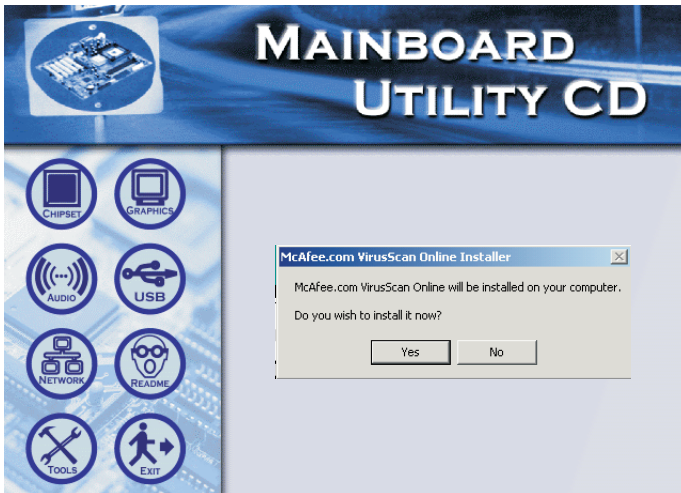 MAINBOARD
UTILITY CD
CHIPSET
GRAPHICS
AUDIO
USB
NETWORK
README
TOOLS
EXIT
McAfee.com VirusScan Online Installer
McAfee.com VirusScan Online will be installed on your computer.
Do you wish to install it now?
Yes
No